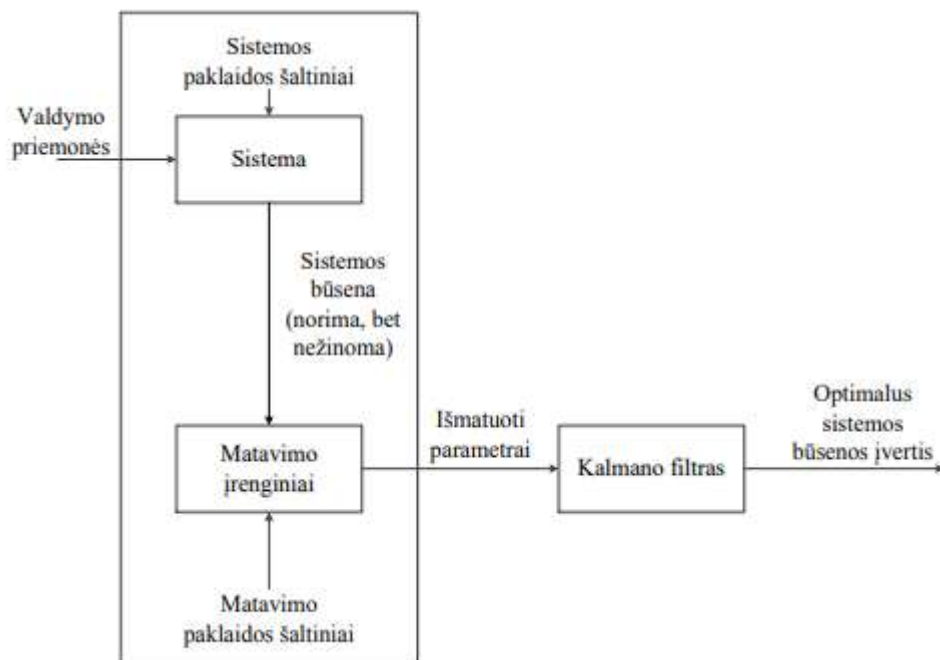 Sistemos
paklaidos šaltiniai
Valdymo
priemonės
Sistema
Sistemos
būsena
(norima, bet
nežinoma)
Matavimo
įrenginiai
Išmatuoti
parametrai
Kalmano filtras
Optimalus
sistemos
būsenos įvertis
Matavimo
paklaidos šaltiniai